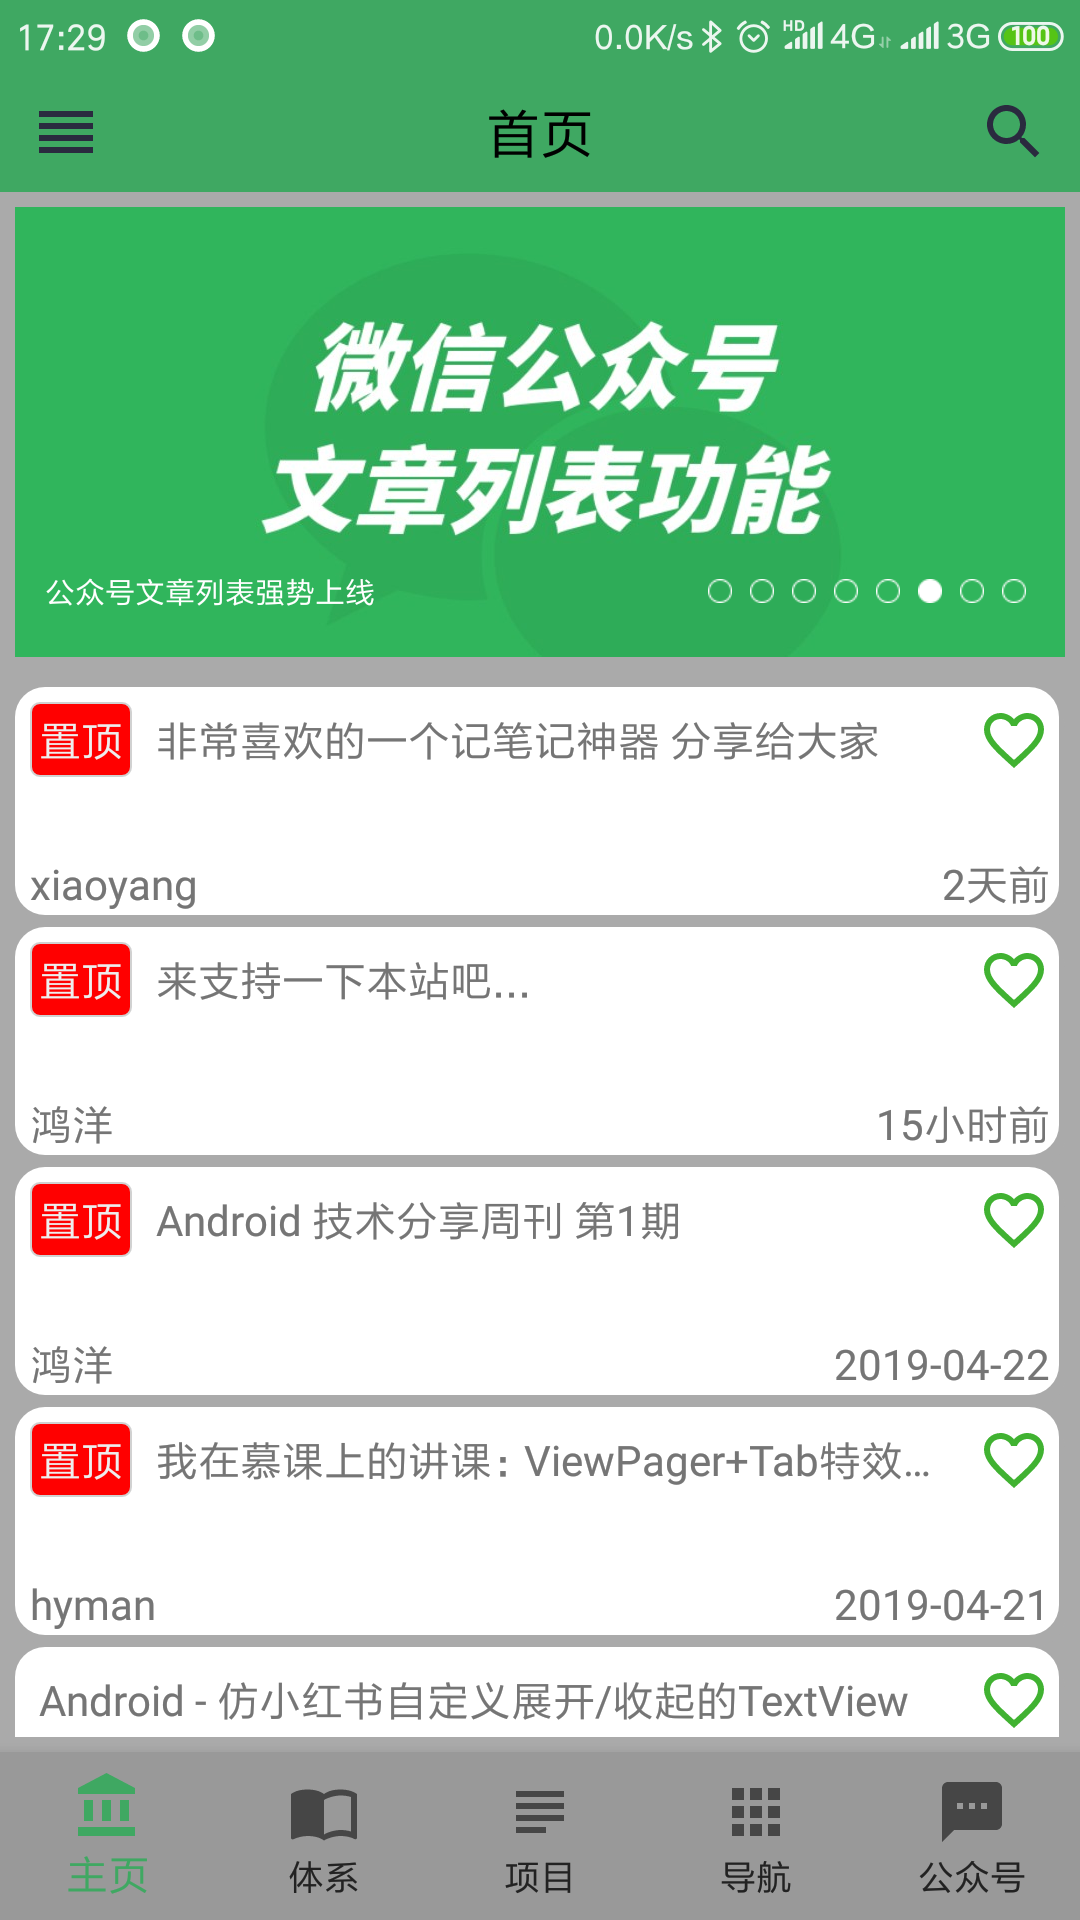 17:29 0.0K/s HD 4G 3G 100
首页
微信公众号
文章列表功能
公众号文章列表强势上线
置顶 非常喜欢的一个记笔记神器 分享给大家
xiaoyang 2天前
置顶 来支持一下本站吧...
鸿洋 15小时前
置顶 Android 技术分享周刊 第1期
鸿洋 2019-04-22
置顶 我在慕课上的讲课：ViewPager+Tab特效...
hyman 2019-04-21
Android - 仿小红书自定义展开/收起的TextView
主页 体系 项目 导航 公众号